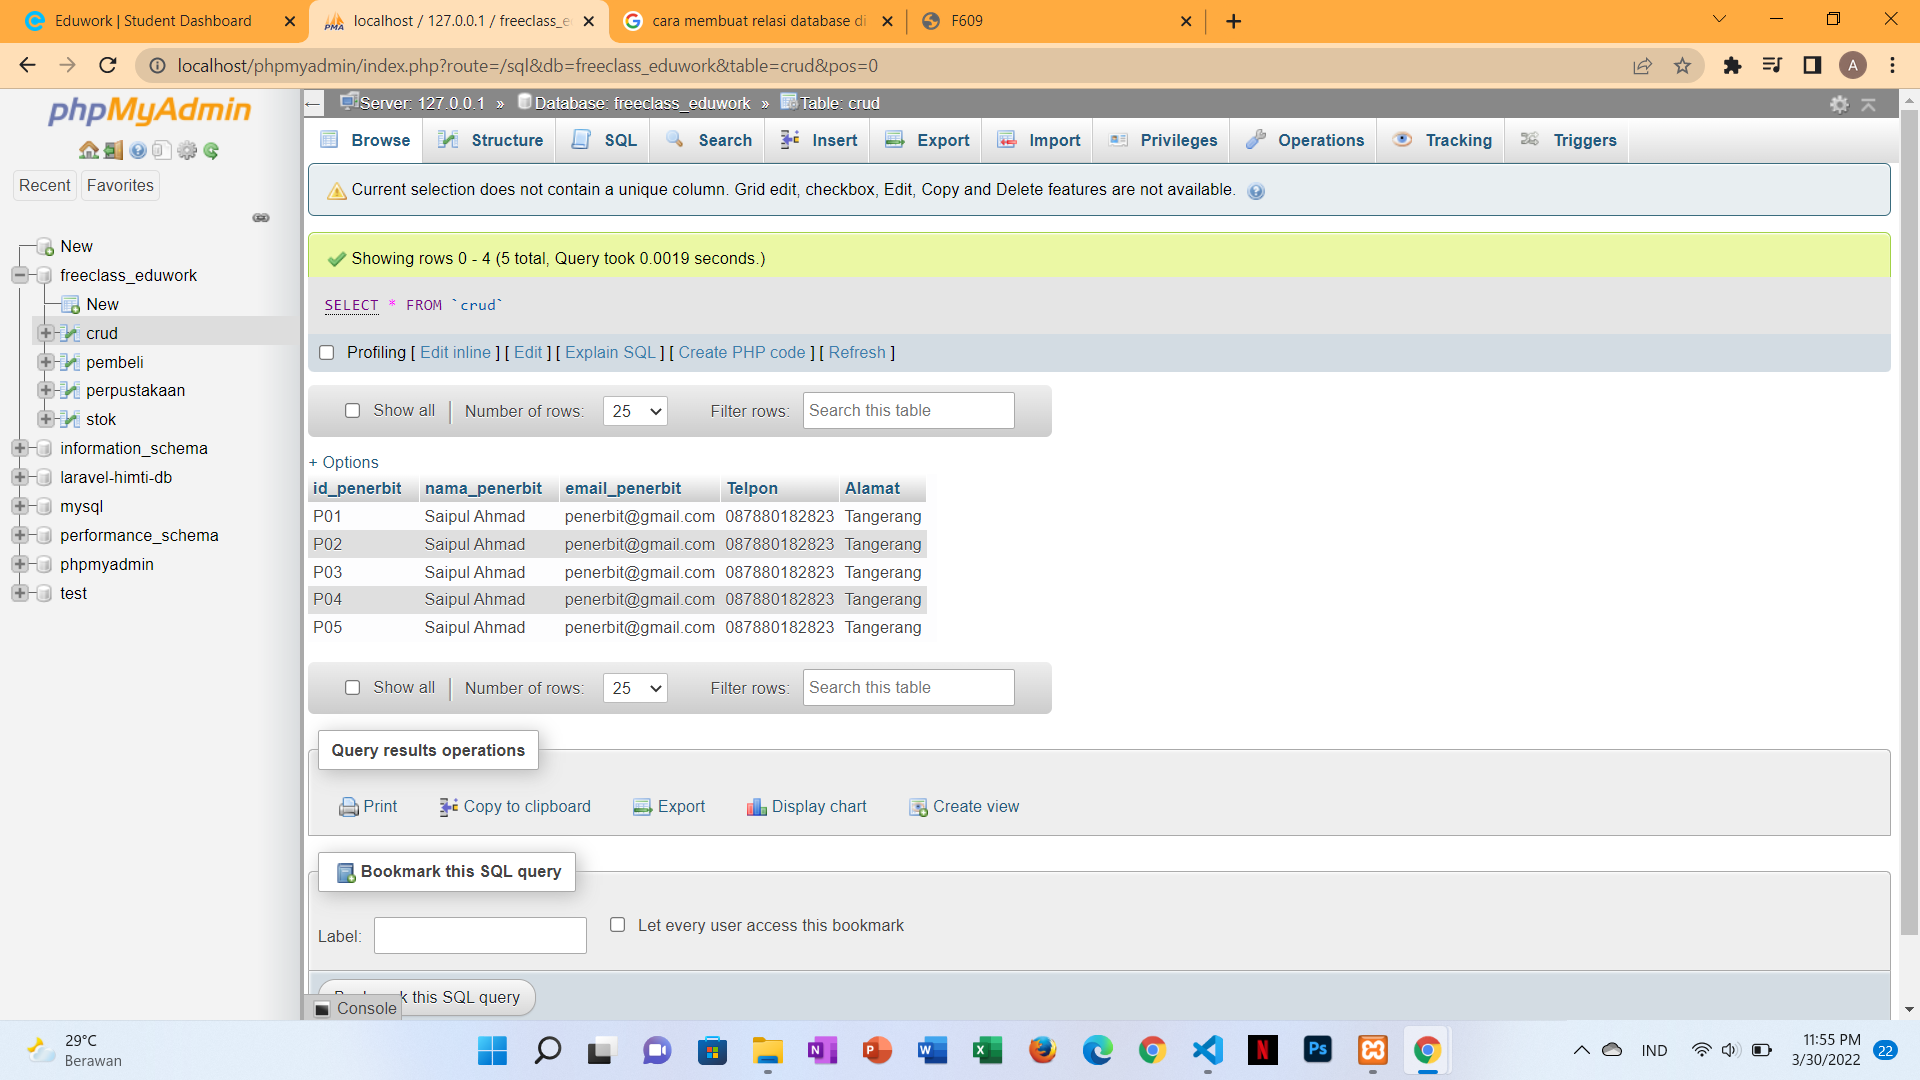 Eduwork | Student Dashboard
localhost / 127.0.0.1 / freeclass_e
cara membuat relasi database di
F609
localhost/phpmyadmin/index.php?route=/sql&db=freeclass_eduwork&table=crud&pos=0
A
phpMyAdmin
Recent
Favorites
New
freeclass_eduwork
New
crud
pembeli
perpustakaan
stok
information_schema
laravel-himti-db
mysql
performance_schema
phpmyadmin
test
Server: 127.0.0.1 » Database: freeclass_eduwork » Table: crud
Browse Structure SQL Search Insert Export Import Privileges Operations Tracking Triggers
Current selection does not contain a unique column. Grid edit, checkbox, Edit, Copy and Delete features are not available.
Showing rows 0 - 4 (5 total, Query took 0.0019 seconds.)
SELECT * FROM `crud`
Profiling [ Edit inline ] [ Edit ] [ Explain SQL ] [ Create PHP code ] [ Refresh ]
Show all | Number of rows: 25 Filter rows: Search this table
+ Options
id_penerbit nama_penerbit email_penerbit Telpon Alamat
P01 Saipul Ahmad penerbit@gmail.com 087880182823 Tangerang
P02 Saipul Ahmad penerbit@gmail.com 087880182823 Tangerang
P03 Saipul Ahmad penerbit@gmail.com 087880182823 Tangerang
P04 Saipul Ahmad penerbit@gmail.com 087880182823 Tangerang
P05 Saipul Ahmad penerbit@gmail.com 087880182823 Tangerang
Show all | Number of rows: 25 Filter rows: Search this table
Query results operations
Print Copy to clipboard Export Display chart Create view
Bookmark this SQL query
Label:
Let every user access this bookmark
this SQL query
Console
29°C
Berawan
IND
11:55 PM
3/30/2022
22